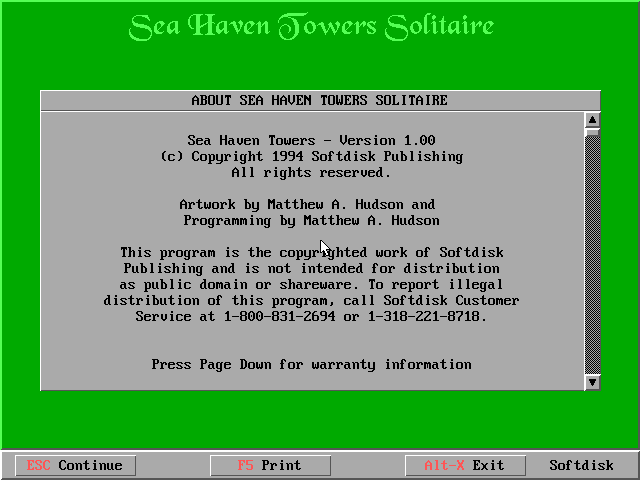 Sea Haven Towers Solitaire
ABOUT SEA HAVEN TOWERS SOLITAIRE
Sea Haven Towers - Version 1.00
(c) Copyright 1994 Softdisk Publishing
All rights reserved.
Artwork by Matthew A. Hudson and
Programming by Matthew A. Hudson
This program is the copyrighted work of Softdisk
Publishing and is not intended for distribution
as public domain or shareware. To report illegal
distribution of this program, call Softdisk Customer
Service at 1-800-831-2694 or 1-318-221-8718.
Press Page Down for warranty information
ESC Continue F5 Print Alt-X Exit Softdisk